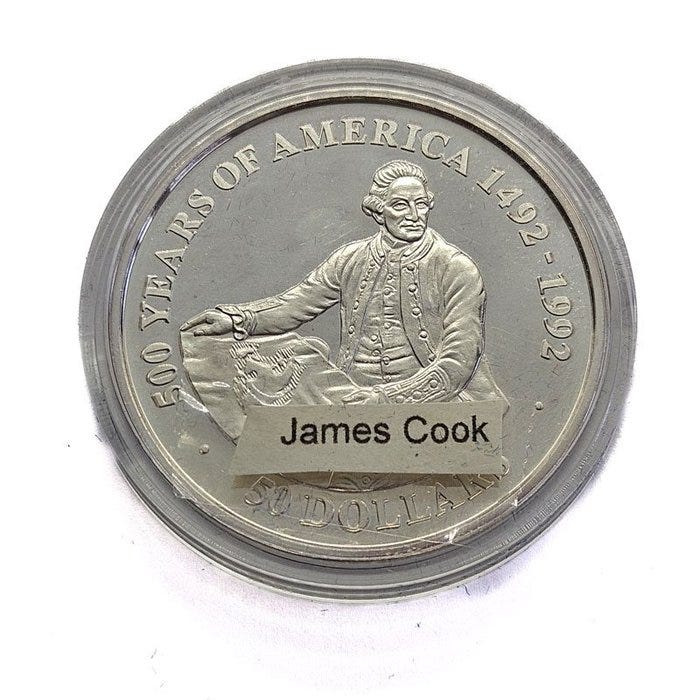 500 YEARS OF AMERICA 1492-1992
James Cook
50 DOLLARS